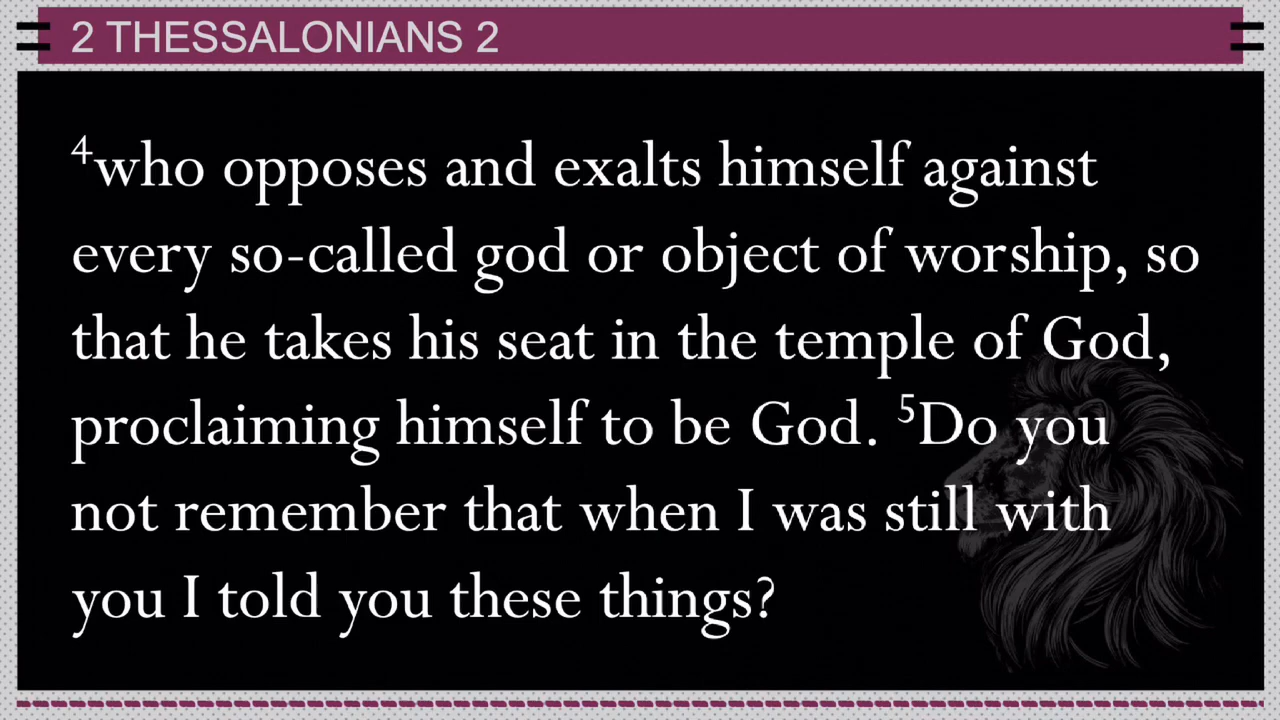 2 THESSALONIANS 2
⁴who opposes and exalts himself against
every so-called god or object of worship, so
that he takes his seat in the temple of God,
proclaiming himself to be God. ⁵Do you
not remember that when I was still with
you I told you these things?